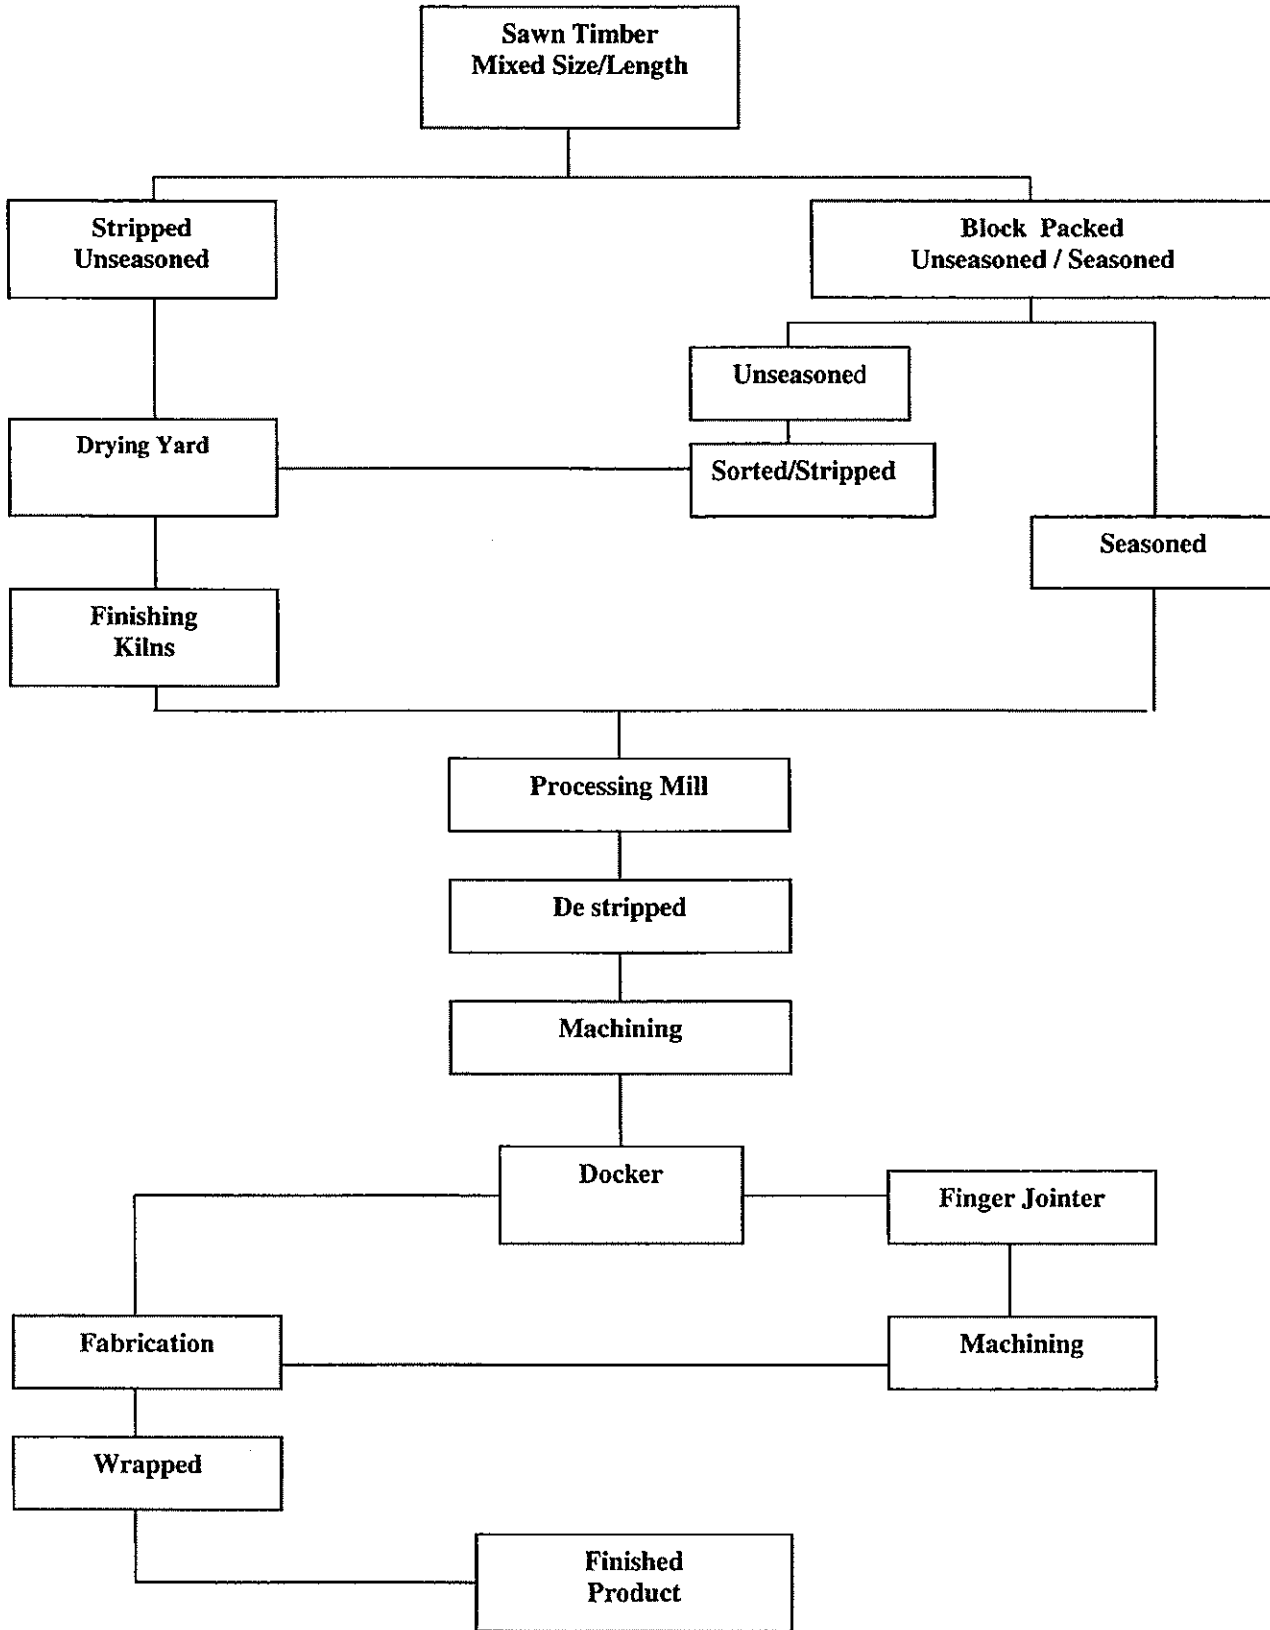 Sawn Timber
Mixed Size/Length
Stripped
Unseasoned
Block Packed
Unseasoned / Seasoned
Unseasoned
Drying Yard
Sorted/Stripped
Seasoned
Finishing
Kilns
Processing Mill
De stripped
Machining
Docker
Finger Jointer
Fabrication
Machining
Wrapped
Finished
Product